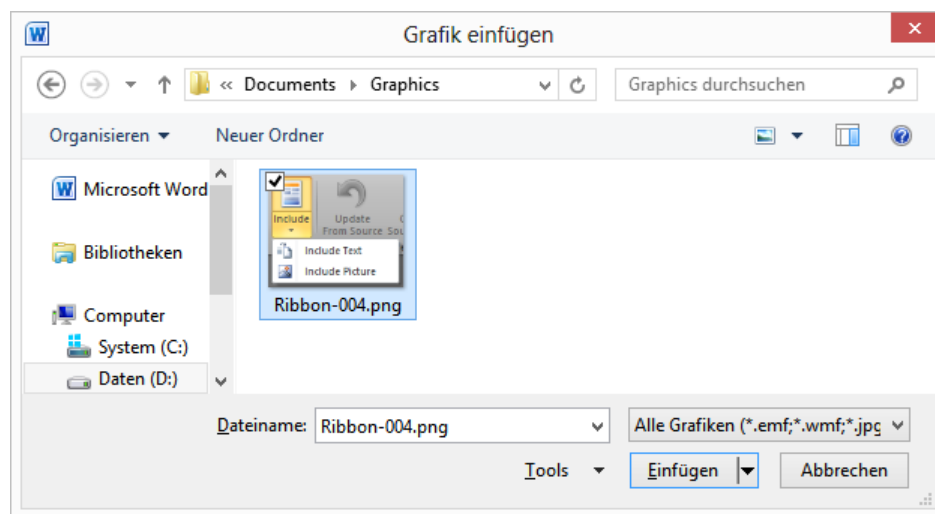 Grafik einfügen
« Documents Graphics
Graphics durchsuchen
Organisieren
Neuer Ordner
Microsoft Word
Bibliotheken
Computer
System (C:)
Daten (D:)
Include
Update
From Source
Include Text
Include Picture
Ribbon-004.png
Dateiname:
Ribbon-004.png
Alle Grafiken (*.emf;*.wmf;*.jpg
Tools
Einfügen
Abbrechen